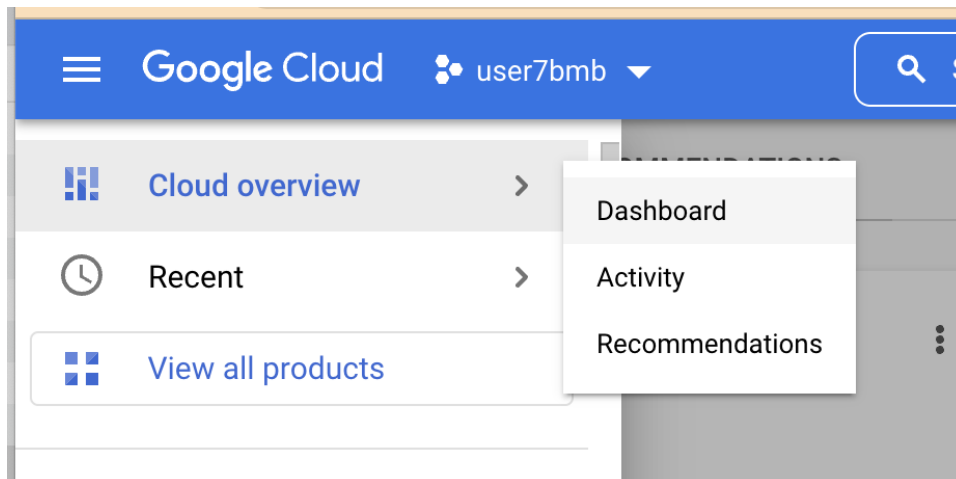 Google Cloud
user7bmb
Cloud overview
Dashboard
Activity
Recommendations
Recent
View all products